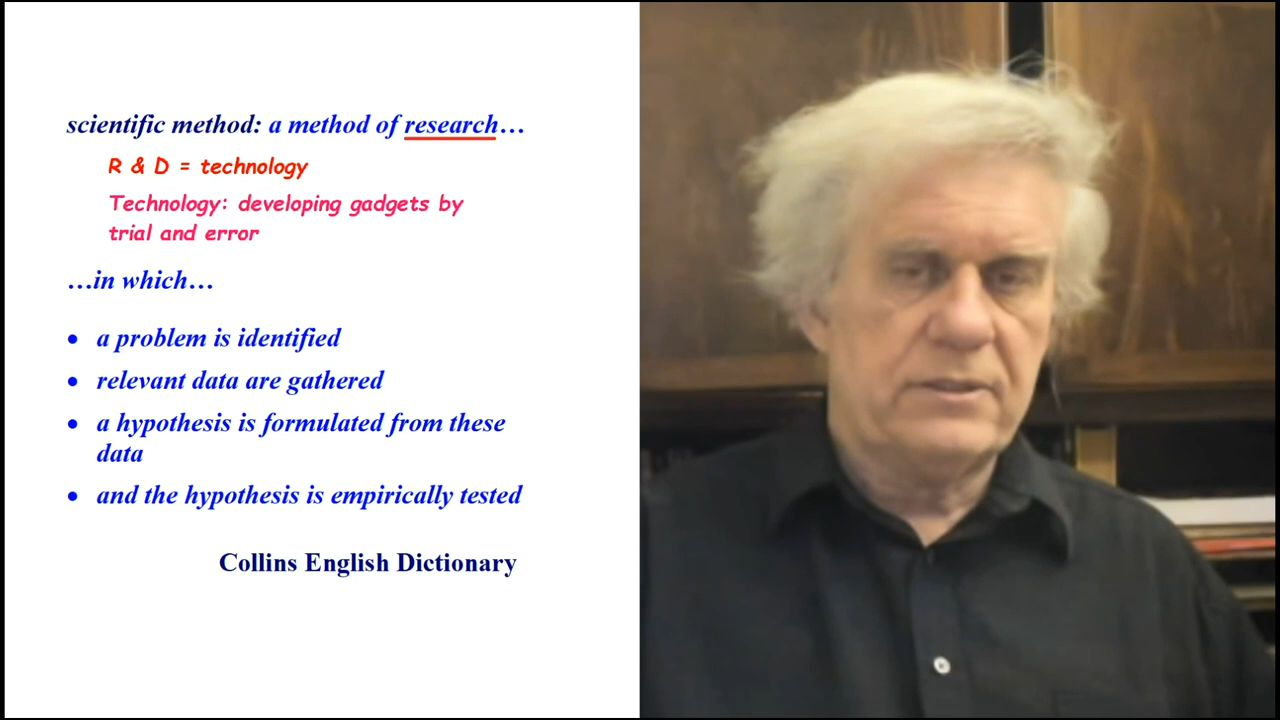 scientific method: a method of research…
R & D = technology
Technology: developing gadgets by
trial and error
…in which…
• a problem is identified
• relevant data are gathered
• a hypothesis is formulated from these
data
• and the hypothesis is empirically tested
Collins English Dictionary